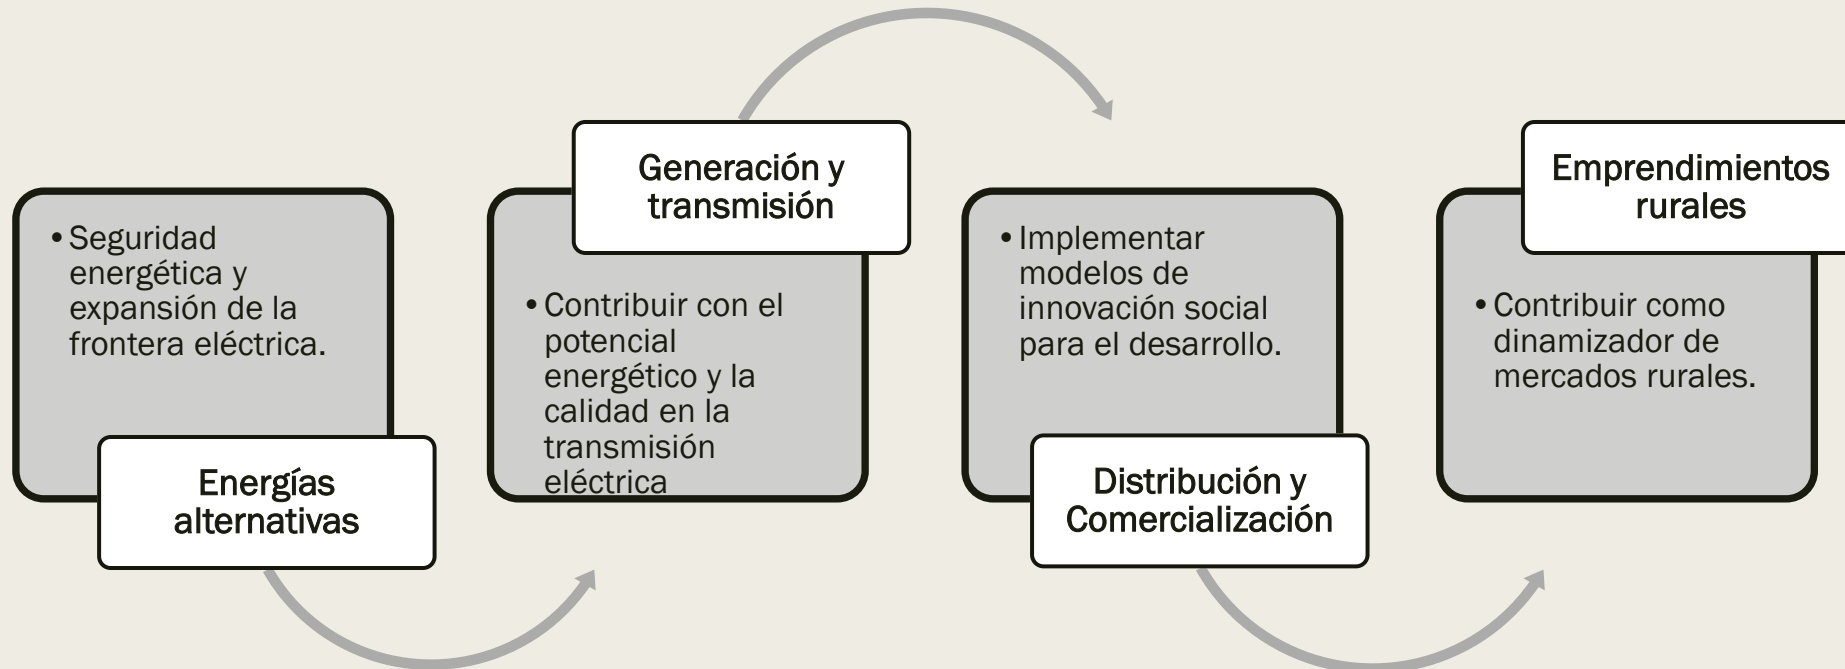 • Seguridad
energética y
expansión de la
frontera eléctrica.
Energías
alternativas
Generación y
transmisión
• Contribuir con el
potencial
energético y la
calidad en la
transmisión
eléctrica
• Implementar
modelos de
innovación social
para el desarrollo.
Distribución y
Comercialización
Emprendimientos
rurales
• Contribuir como
dinamizador de
mercados rurales.